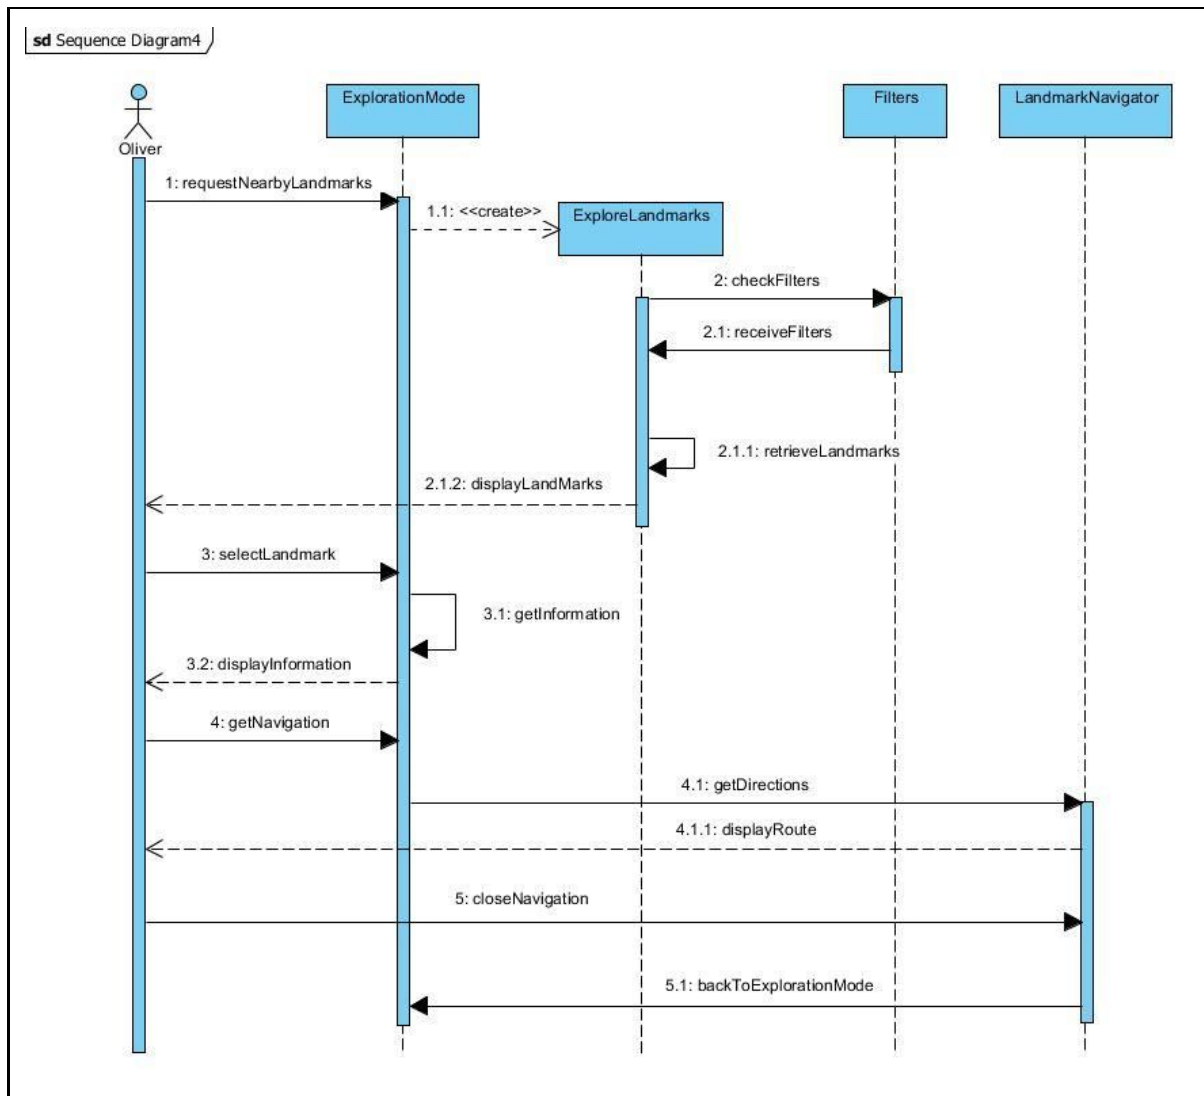 sd Sequence Diagram4
ExplorationMode
Filters
LandmarkNavigator
Oliver
1: requestNearbyLandmarks
1.1: <<create>>
ExploreLandmarks
2: checkFilters
2.1: receiveFilters
2.1.1: retrieveLandmarks
2.1.2: displayLandMarks
3: selectLandmark
3.1: getInformation
3.2: displayInformation
4: getNavigation
4.1: getDirections
4.1.1: displayRoute
5: closeNavigation
5.1: backToExplorationMode